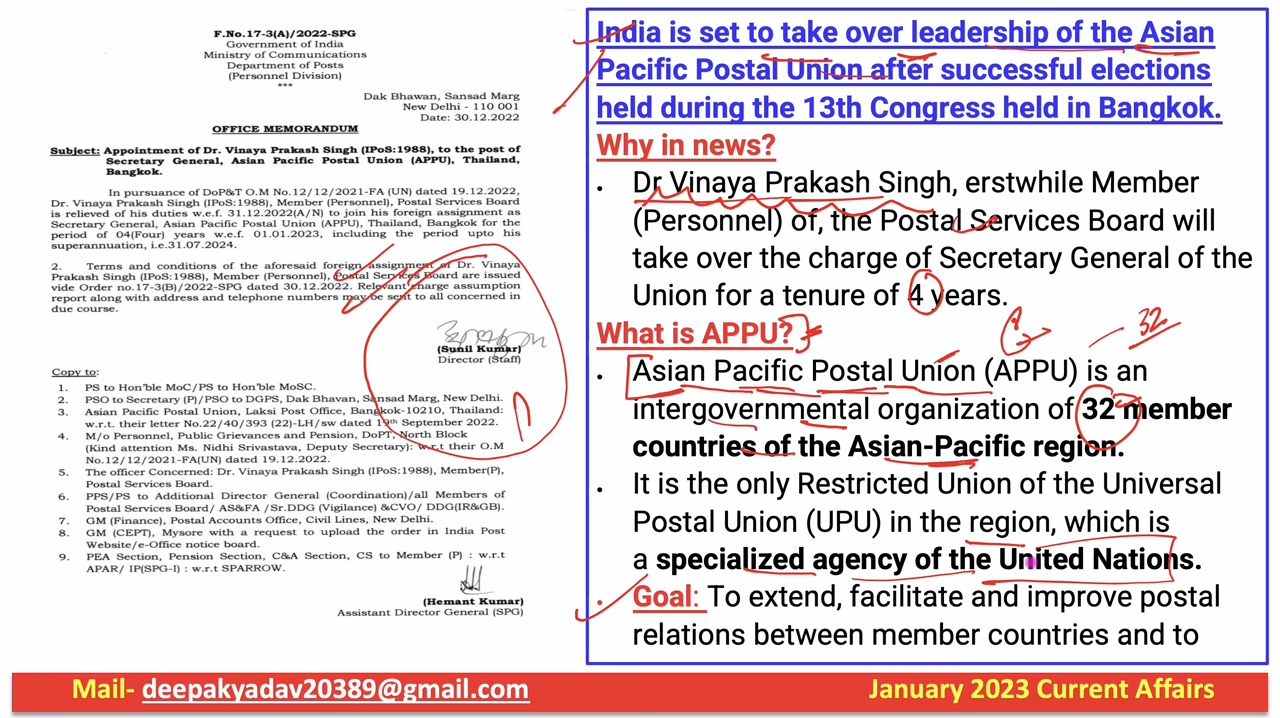 F.No.17-3(A)/2022-SPG
Government of India
Ministry of Communications
Department of Posts
(Personnel Division)
***
Dak Bhawan, Sansad Marg
New Delhi - 110 001
Date: 30.12.2022
OFFICE MEMORANDUM
Subject: Appointment of Dr. Vinaya Prakash Singh (IPoS:1988), to the post of
Secretary General, Asian Pacific Postal Union (APPU), Thailand,
Bangkok.
In pursuance of DoP&T O.M No.12/12/2021-FA (UN) dated 19.12.2022,
Dr. Vinaya Prakash Singh (IPoS:1988), Member (Personnel), Postal Services Board
is relieved of his duties w.e.f. 31.12.2022(A/N) to join his foreign assignment as
Secretary General, Asian Pacific Postal Union (APPU), Thailand, Bangkok for the
period of 04(Four) years w.e.f. 01.01.2023, including the period upto his
superannuation, i.e.31.07.2024.
2. Terms and conditions of the aforesaid foreign assignment of Dr. Vinaya
Prakash Singh (IPoS:1988), Member (Personnel), Postal Services Board are issued
vide Order no.17-3(B)/2022-SPG dated 30.12.2022. Relevant charge assumption
report along with address and telephone numbers may be sent to all concerned in
due course.
(Sunil Kumar)
Director (Staff)
Copy to:
1. PS to Hon'ble MoC/PS to Hon'ble MoSC.
2. PSO to Secretary (P)/PSO to DGPS, Dak Bhavan, Sansad Marg, New Delhi.
3. Asian Pacific Postal Union, Laksi Post Office, Bangkok-10210, Thailand:
w.r.t. their letter No.22/40/393 (22)-LH/sw dated 19th September 2022.
4. M/o Personnel, Public Grievances and Pension, DoPT, North Block
(Kind attention Ms. Nidhi Srivastava, Deputy Secretary): w.r.t their O.M
No.12/12/2021-FA(UN) dated 19.12.2022.
5. The officer Concerned: Dr. Vinaya Prakash Singh (IPoS:1988), Member(P),
Postal Services Board.
6. PPS/PS to Additional Director General (Coordination)/all Members of
Postal Services Board/ AS&FA /Sr.DDG (Vigilance) &CVO/ DDG(IR&GB).
7. GM (Finance), Postal Accounts Office, Civil Lines, New Delhi.
8. GM (CEPT), Mysore with a request to upload the order in India Post
Website/e-Office notice board.
9. PEA Section, Pension Section, C&A Section, CS to Member (P) : w.r.t
APAR/ IP(SPG-I) : w.r.t SPARROW.
(Hemant Kumar)
Assistant Director General (SPG)
India is set to take over leadership of the Asian
Pacific Postal Union after successful elections
held during the 13th Congress held in Bangkok.
Why in news?
• Dr Vinaya Prakash Singh, erstwhile Member
(Personnel) of, the Postal Services Board will
take over the charge of Secretary General of the
Union for a tenure of 4 years.
What is APPU?
32
• Asian Pacific Postal Union (APPU) is an
intergovernmental organization of 32 member
countries of the Asian-Pacific region.
• It is the only Restricted Union of the Universal
Postal Union (UPU) in the region, which is
a specialized agency of the United Nations.
• Goal: To extend, facilitate and improve postal
relations between member countries and to
Mail- deepakyadav20389@gmail.com
January 2023 Current Affairs